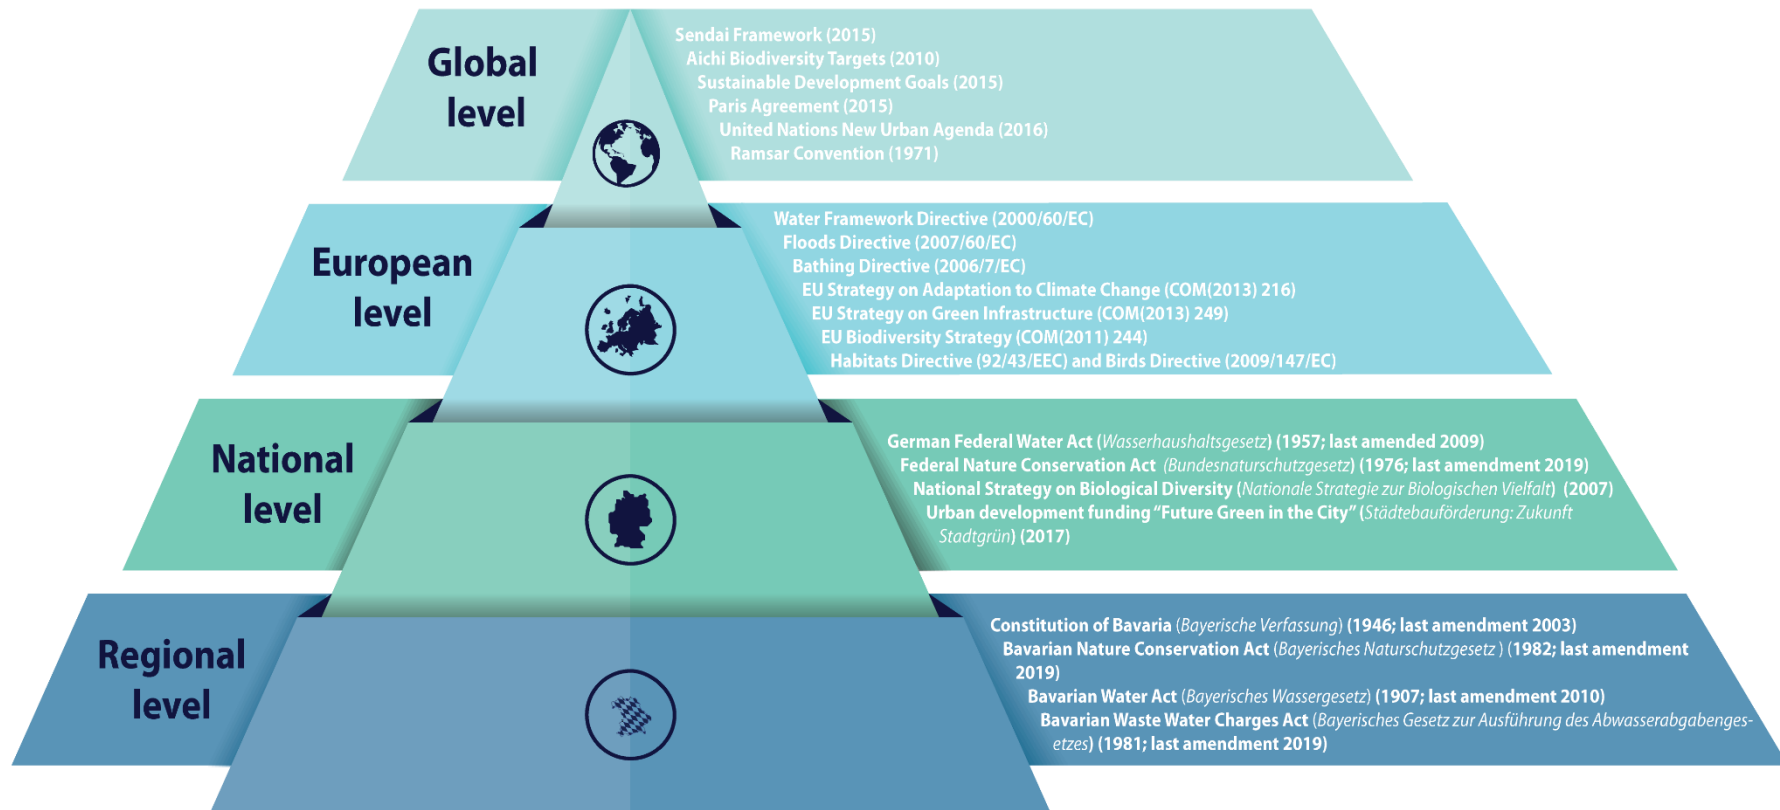 Global
level
Sendai Framework (2015)
Aichi Biodiversity Targets (2010)
Sustainable Development Goals (2015)
Paris Agreement (2015)
United Nations New Urban Agenda (2016)
Ramsar Convention (1971)
European
level
Water Framework Directive (2000/60/EC)
Floods Directive (2007/60/EC)
Bathing Directive (2006/7/EC)
EU Strategy on Adaptation to Climate Change (COM(2013) 216)
EU Strategy on Green Infrastructure (COM(2013) 249)
EU Biodiversity Strategy (COM(2011) 244)
Habitats Directive (92/43/EEC) and Birds Directive (2009/147/EC)
National
level
German Federal Water Act (Wasserhaushaltsgesetz) (1957; last amended 2009)
Federal Nature Conservation Act (Bundesnaturschutzgesetz) (1976; last amendment 2019)
National Strategy on Biological Diversity (Nationale Strategie zur Biologischen Vielfalt) (2007)
Urban development funding “Future Green in the City” (Städtebauförderung: Zukunft
Stadtgrün) (2017)
Regional
level
Constitution of Bavaria (Bayerische Verfassung) (1946; last amendment 2003)
Bavarian Nature Conservation Act (Bayerisches Naturschutzgesetz ) (1982; last amendment
2019)
Bavarian Water Act (Bayerisches Wassergesetz) (1907; last amendment 2010)
Bavarian Waste Water Charges Act (Bayerisches Gesetz zur Ausführung des Abwasserabgabenges-
etzes) (1981; last amendment 2019)